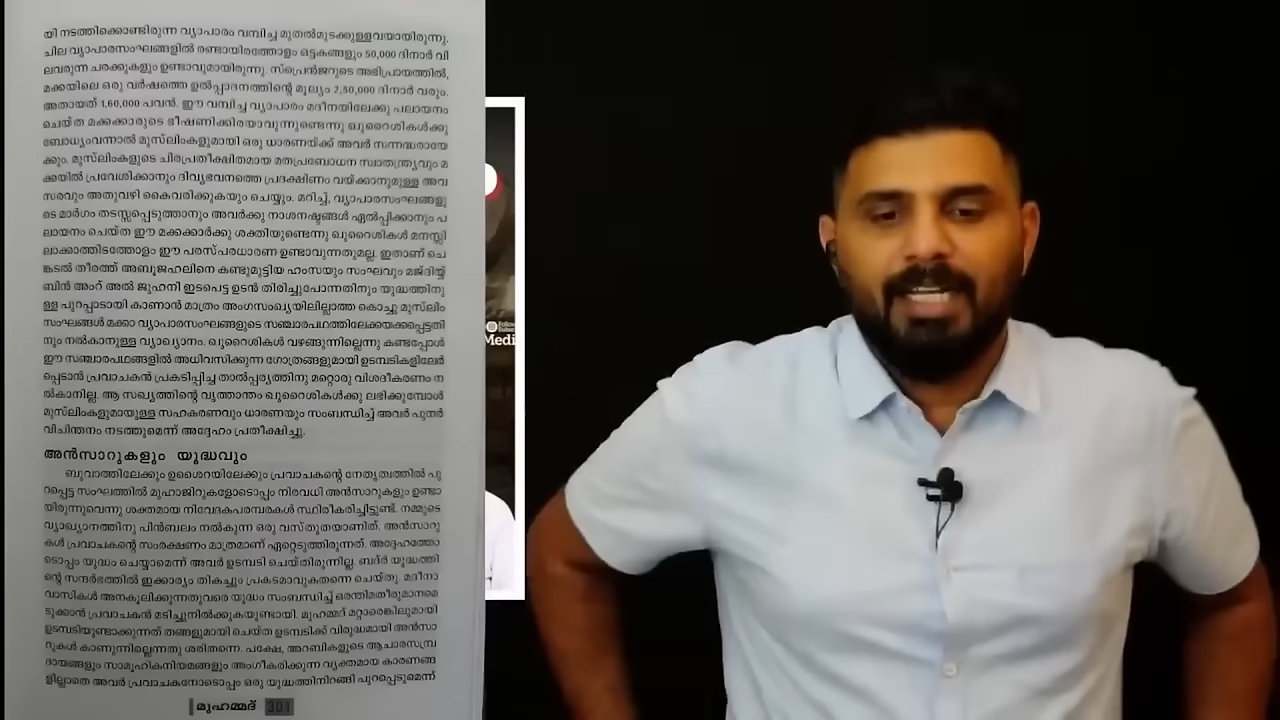 യി നടത്തിക്കൊണ്ടിരുന്ന വ്യാപാരം വമ്പിച്ച മുതൽമുടക്കുള്ളവയായിരുന്നു.
ചില വ്യാപാരസംഘങ്ങളിൽ രണ്ടായിരത്തോളം ഒട്ടകങ്ങളും 50,000 ദിനാർ വി
ലവരുന്ന ചരക്കുകളും ഉണ്ടാവുമായിരുന്നു. സ്പ്രെൻജറുടെ അഭിപ്രായത്തിൽ,
മക്കയിലെ ഒരു വർഷത്തെ ഉൽപ്പാദനത്തിന്റെ മൂല്യം 2,50,000 ദിനാർ വരും.
അതായത് 1,60,000 പവൻ. ഈ വമ്പിച്ച വ്യാപാരം മദീനയിലേക്കു പലായനം
ചെയ്ത മക്കക്കാരുടെ ഭീഷണിക്കിരയാവുന്നുണ്ടെന്നു ഖുറൈശികൾക്കു
ബോധ്യംവന്നാൽ മുസ്‌ലിംകളുമായി ഒരു ധാരണയ്ക്ക് അവർ സന്നദ്ധരായേ
ക്കും. മുസ്‌ലിംകളുടെ ചിരപ്രതീക്ഷിതമായ മതപ്രബോധന സ്വാതന്ത്ര്യവും മ
ക്കയിൽ പ്രവേശിക്കാനും ദിവ്യഭവനത്തെ പ്രദക്ഷിണം വയ്ക്കാനുമുള്ള അവ
സരവും അതുവഴി കൈവരിക്കുകയും ചെയ്യും. മറിച്ച്, വ്യാപാരസംഘങ്ങളു
ടെ മാർഗം തടസ്സപ്പെടുത്താനും അവർക്കു നാശനഷ്ടങ്ങൾ ഏൽപ്പിക്കാനും പ
ലായനം ചെയ്ത ഈ മക്കക്കാർക്കു ശക്തിയുണ്ടെന്നു ഖുറൈശികൾ മനസ്സി
ലാക്കാത്തിടത്തോളം ഈ പരസ്പരധാരണ ഉണ്ടാവുന്നതുമല്ല. ഇതാണ് ചെ
ങ്കടൽ തീരത്ത് അബൂജഹലിനെ കണ്ടുമുട്ടിയ ഹംസയും സംഘവും മജ്ദിയ്യ്
ബിൻ അംറ് അൽ ജുഹനി ഇടപെട്ട ഉടൻ തിരിച്ചുപോന്നതിനും യുദ്ധത്തിനു
ള്ള പുറപ്പാടായി കാണാൻ മാത്രം അംഗസംഖ്യയിലില്ലാത്ത കൊച്ചു മുസ്‌ലിം
സംഘങ്ങൾ മക്കാ വ്യാപാരസംഘങ്ങളുടെ സഞ്ചാരപഥത്തിലേക്കയക്കപ്പെട്ടതി
നും നൽകാനുള്ള വ്യാഖ്യാനം. ഖുറൈശികൾ വഴങ്ങുന്നില്ലെന്നു കണ്ടപ്പോൾ
ഈ സഞ്ചാരപഥങ്ങളിൽ അധിവസിക്കുന്ന ഗോത്രങ്ങളുമായി ഉടമ്പടികളിലേർ
പ്പെടാൻ പ്രവാചകൻ പ്രകടിപ്പിച്ച താൽപ്പര്യത്തിനു മറ്റൊരു വിശദീകരണം ന
ൽകാനില്ല. ആ സഖ്യത്തിന്റെ വൃത്താന്തം ഖുറൈശികൾക്കു ലഭിക്കുമ്പോൾ
മുസ്‌ലിംകളുമായുള്ള സഹകരണവും ധാരണയും സംബന്ധിച്ച് അവർ പുനർ
വിചിന്തനം നടത്തുമെന്ന് അദ്ദേഹം പ്രതീക്ഷിച്ചു.
അൻസാറുകളും യുദ്ധവും
ബുവാത്തിലേക്കും ഉശൈറയിലേക്കും പ്രവാചകന്റെ നേതൃത്വത്തിൽ പു
റപ്പെട്ട സംഘത്തിൽ മുഹാജിറുകളോടൊപ്പം നിരവധി അൻസാറുകളും ഉണ്ടാ
യിരുന്നുവെന്നു ശക്തമായ നിവേദകപരമ്പരകൾ സ്ഥിരീകരിച്ചിട്ടുണ്ട്. നമ്മുടെ
വ്യാഖ്യാനത്തിനു പിൻബലം നൽകുന്ന ഒരു വസ്തുതയാണിത്. അൻസാറു
കൾ പ്രവാചകന്റെ സംരക്ഷണം മാത്രമാണ് ഏറ്റെടുത്തിരുന്നത്. അദ്ദേഹത്തോ
ടൊപ്പം യുദ്ധം ചെയ്യാമെന്ന് അവർ ഉടമ്പടി ചെയ്തിരുന്നില്ല. ബദ്ർ യുദ്ധത്തി
ന്റെ സന്ദർഭത്തിൽ ഇക്കാര്യം തികച്ചും പ്രകടമാവുകതന്നെ ചെയ്തു. മദീനാ
വാസികൾ അനുകൂലിക്കുന്നതുവരെ യുദ്ധം സംബന്ധിച്ച് ഒരന്തിമതീരുമാനമെ
ടുക്കാൻ പ്രവാചകൻ മടിച്ചുനിൽക്കുകയുണ്ടായി. മുഹമ്മദ് മറ്റാരെങ്കിലുമായി
ഉടമ്പടിയുണ്ടാക്കുന്നത് തങ്ങളുമായി ചെയ്ത ഉടമ്പടിക്ക് വിരുദ്ധമായി അൻസാ
റുകൾ കാണുന്നില്ലെന്നതു ശരിതന്നെ. പക്ഷേ, അറബികളുടെ ആചാരസമ്പ്ര
ദായങ്ങളും സാമൂഹികനിയമങ്ങളും അംഗീകരിക്കുന്ന വ്യക്തമായ കാരണങ്ങ
ളില്ലാതെ അവർ പ്രവാചകനോടൊപ്പം ഒരു യുദ്ധത്തിനിറങ്ങി പുറപ്പെടുമെന്ന്
മുഹമ്മദ് 301
Medi